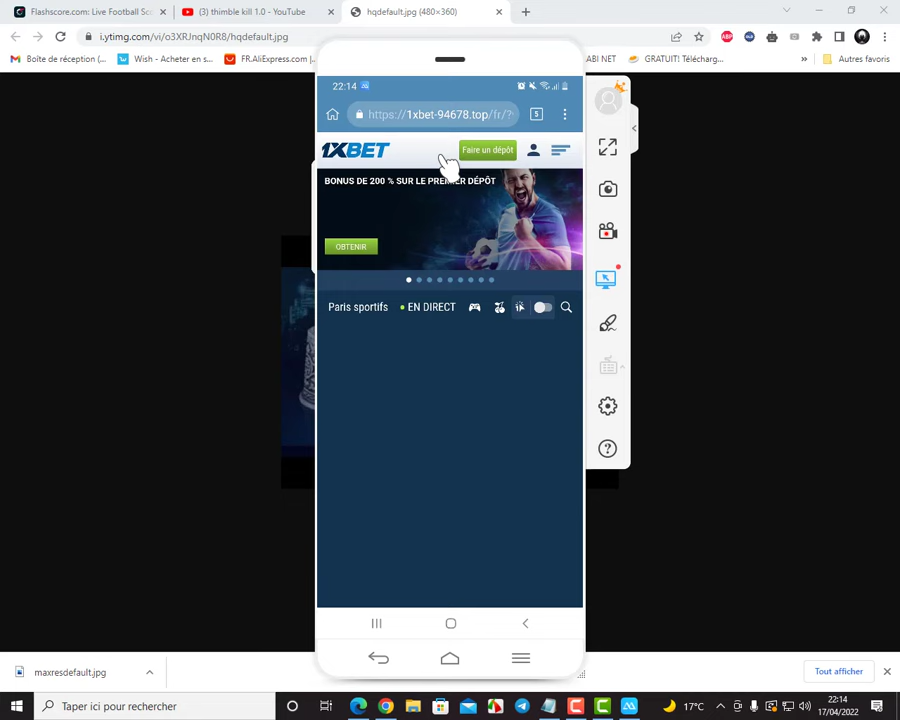 Flashscore.com: Live Football Sc
(3) thimble kill 1.0 - YouTube
hqdefault.jpg (480×360)
i.ytimg.com/vi/o3XRJnqN0R8/hqdefault.jpg
Boîte de réception (...
Wish - Acheter en s...
FR.AliExpress.com |...
ABI NET
GRATUIT! Télécharg...
Autres favoris
22:14
5
https://1xbet-94678.top/fr/?
1XBET
Faire un dépôt
BONUS DE 200 % SUR LE PREMIER DÉPÔT
OBTENIR
Paris sportifs
EN DIRECT
maxresdefault.jpg
Tout afficher
Taper ici pour rechercher
17°C
22:14
17/04/2022